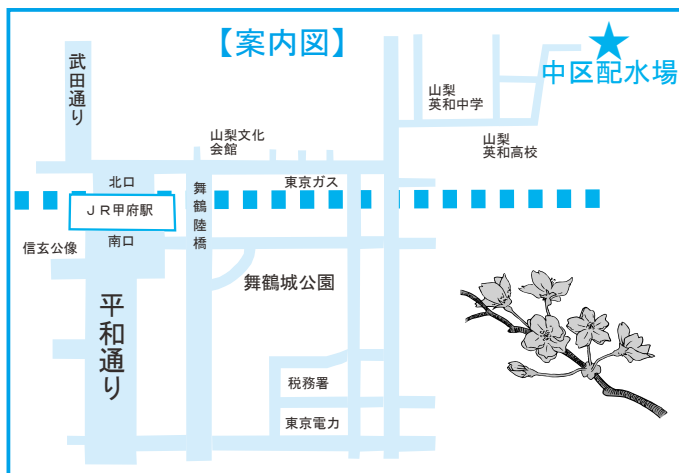 【案内図】
武田通り
中区配水場
山梨
英和中学
山梨文化
会館
山梨
英和高校
北口
舞鶴陸橋
東京ガス
ＪＲ甲府駅
信玄公像
南口
舞鶴城公園
平和通り
税務署
東京電力